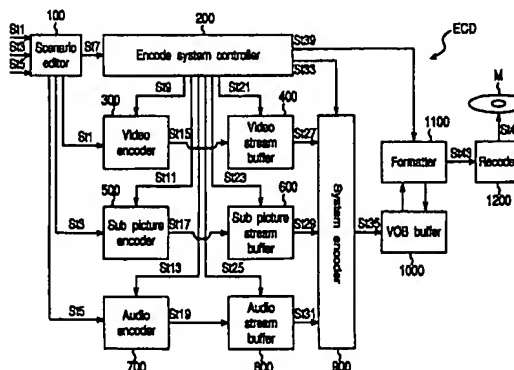 St1
St3
St5
100
Scenario
editor
St7
200
Encode system controller
St39
St33
ECD
M
St9
St21
300
400
St1
Video
encoder
St15
Video
stream
buffer
St27
1100
Formatter
St43
Recoder
1200
St11
St23
500
600
St3
Sub picture
encoder
St17
Sub picture
stream
buffer
St29
System
encoder
St35
VOB buffer
1000
St13
St25
St5
Audio
encoder
St19
Audio
stream
buffer
St31
700
800
900